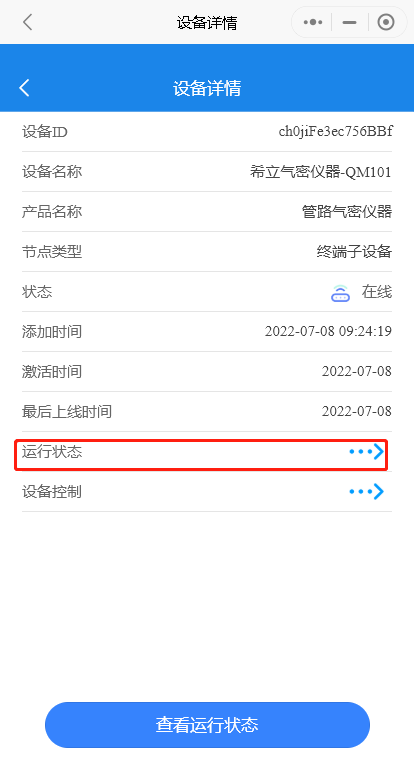 设备详情
设备详情
设备ID ch0jiFe3ec756BBf
设备名称 希立气密仪器-QM101
产品名称 管路气密仪器
节点类型 终端子设备
状态 在线
添加时间 2022-07-08 09:24:19
激活时间 2022-07-08
最后上线时间 2022-07-08
运行状态
设备控制
查看运行状态